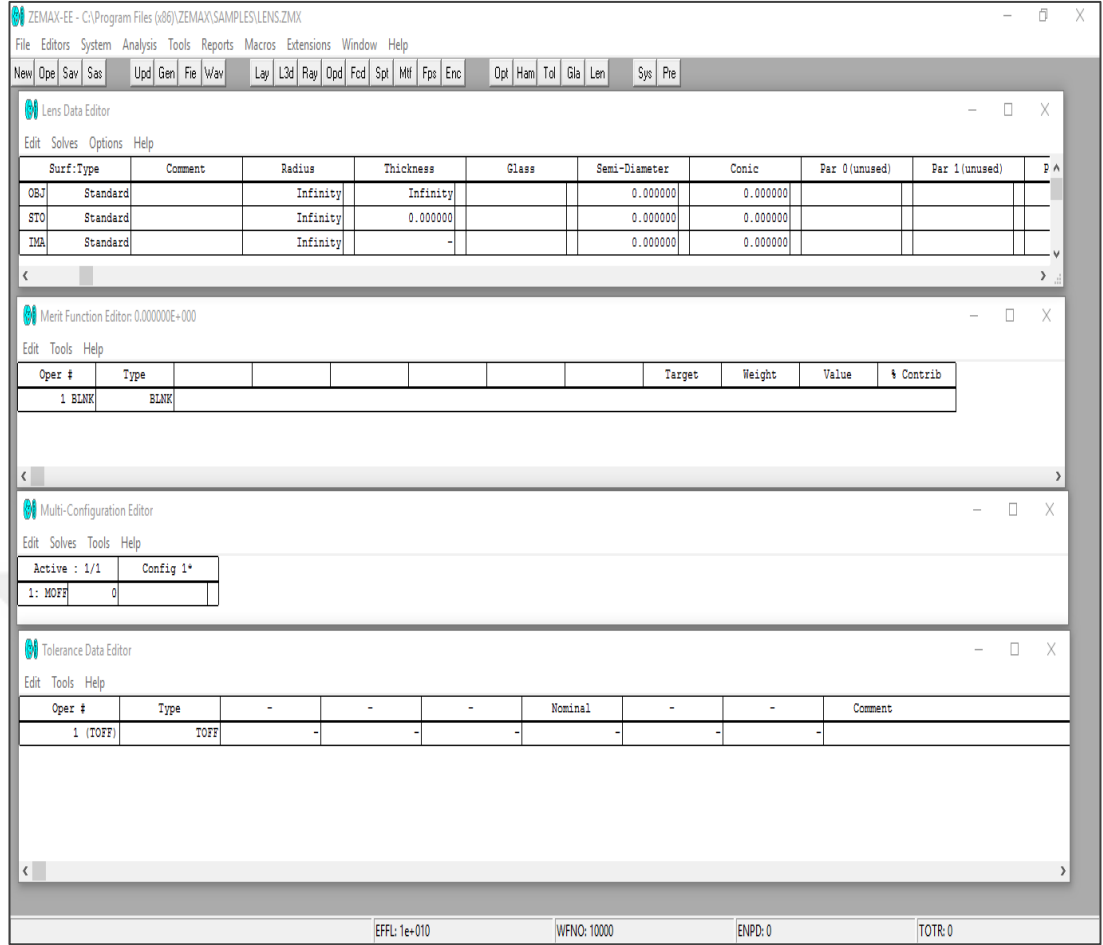 ZEMAX-EE - C:\Program Files (x86)\ZEMAX\SAMPLES\LENS.ZMX
File Editors System Analysis Tools Reports Macros Extensions Window Help
New Ope Sav Sas Upd Gen Fie Wav Lay L3d Ray Opd Fcd Spt Mtf Fps Enc Opt Ham Tol Gla Len Sys Pre
Lens Data Editor
Edit Solves Options Help
Surf:Type Comment Radius Thickness Glass Semi-Diameter Conic Par 0(unused) Par 1(unused) P
OBJ Standard Infinity Infinity 0.000000 0.000000
STO Standard Infinity 0.000000 0.000000 0.000000
IMA Standard Infinity - 0.000000 0.000000
Merit Function Editor: 0.000000E+000
Edit Tools Help
Oper # Type Target Weight Value % Contrib
1 BLNK BLNK
Multi-Configuration Editor
Edit Solves Tools Help
Active : 1/1 Config 1*
1: MOFF 0
Tolerance Data Editor
Edit Tools Help
Oper # Type - - - Nominal - - Comment
1 (TOFF) TOFF - - - - - -
EFFL: 1e+010 WFNO: 10000 ENPD: 0 TOTR: 0